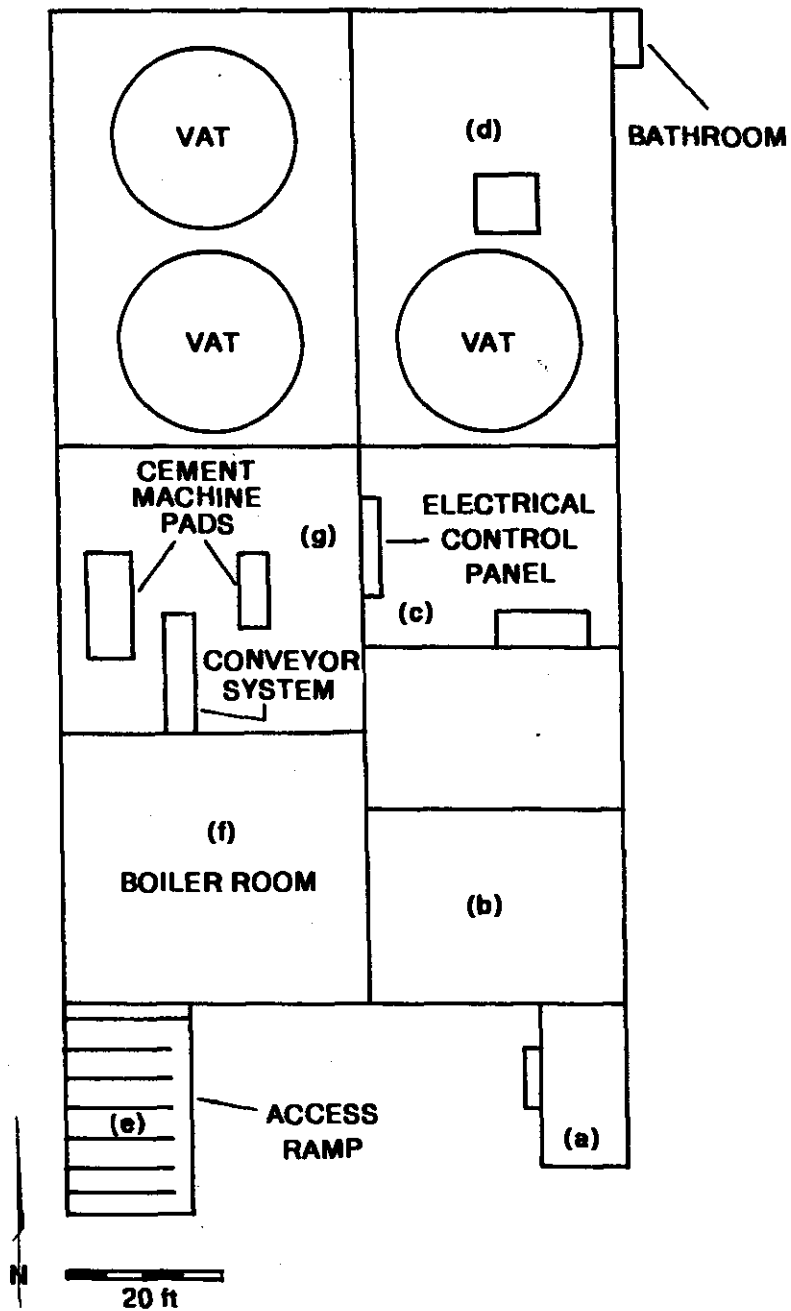 VAT
(d)
BATHROOM
VAT
VAT
CEMENT
MACHINE
PADS
(g)
ELECTRICAL
CONTROL
PANEL
(c)
CONVEYOR
SYSTEM
(f)
BOILER ROOM
(b)
(e)
ACCESS
RAMP
(a)
N
20 ft